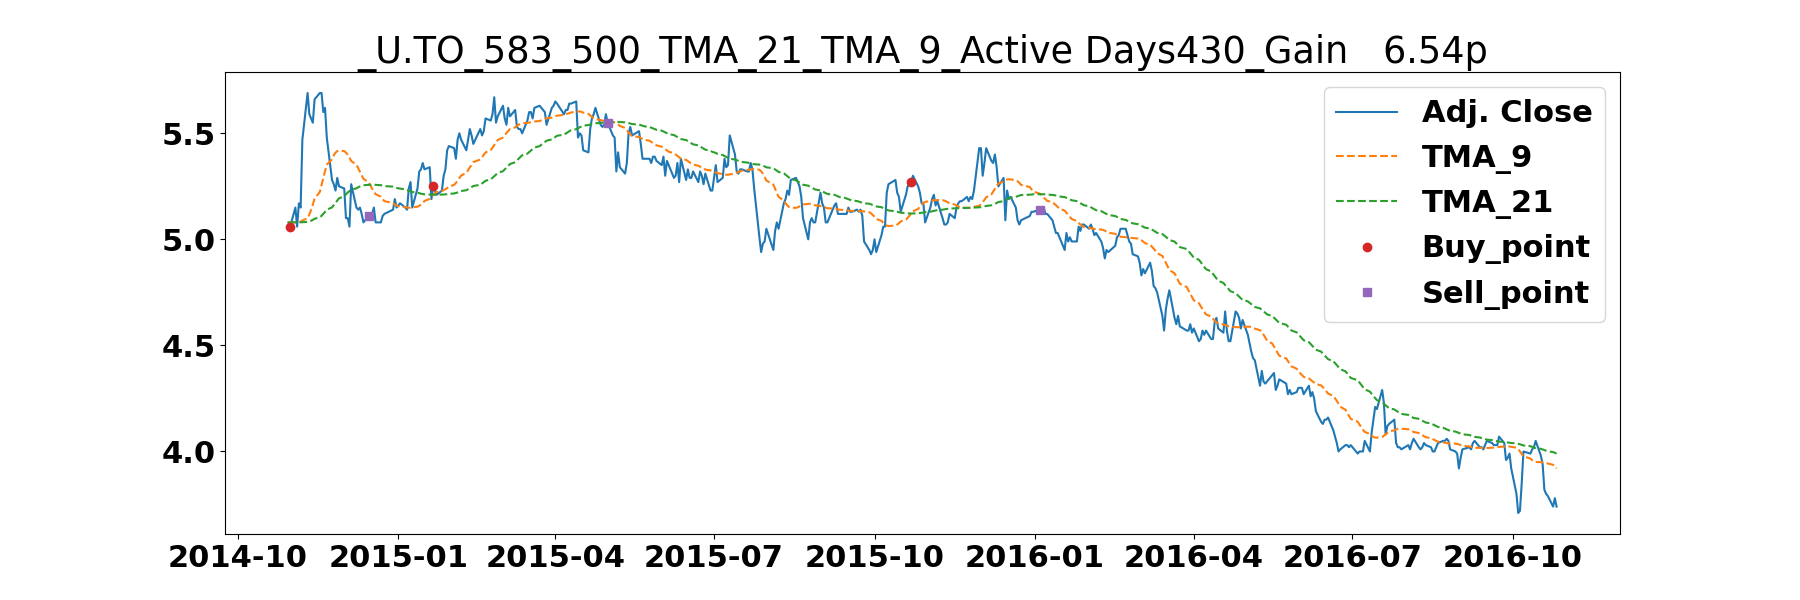 _U.TO_583_500_TMA_21_TMA_9_Active Days430_Gain   6.54p
Adj. Close
TMA_9
TMA_21
Buy_point
Sell_point
5.5
5.0
4.5
4.0
2014-10 2015-01 2015-04 2015-07 2015-10 2016-01 2016-04 2016-07 2016-10